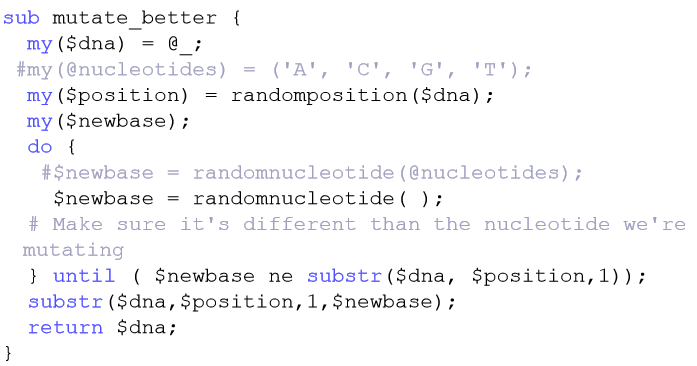 sub mutate_better {
my($dna) = @_;
#my(@nucleotides) = ('A', 'C', 'G', 'T');
my($position) = randomposition($dna);
my($newbase);
do {
#$newbase = randomnucleotide(@nucleotides);
$newbase = randomnucleotide( );
# Make sure it's different than the nucleotide we're
mutating
} until ( $newbase ne substr($dna, $position,1));
substr($dna,$position,1,$newbase);
return $dna;
}